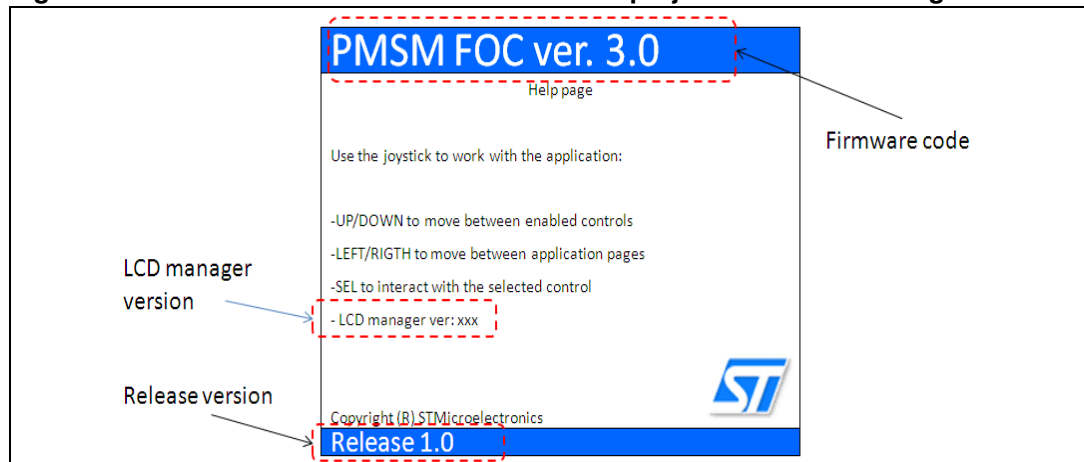 PMSM FOC ver. 3.0
Help page
Firmware code
Use the joystick to work with the application:
-UP/DOWN to move between enabled controls
-LEFT/RIGTH to move between application pages
LCD manager
version
-SEL to interact with the selected control
- LCD manager ver: xxx
ST
Release version
Copyright (R) STMicroelectronics
Release 1.0